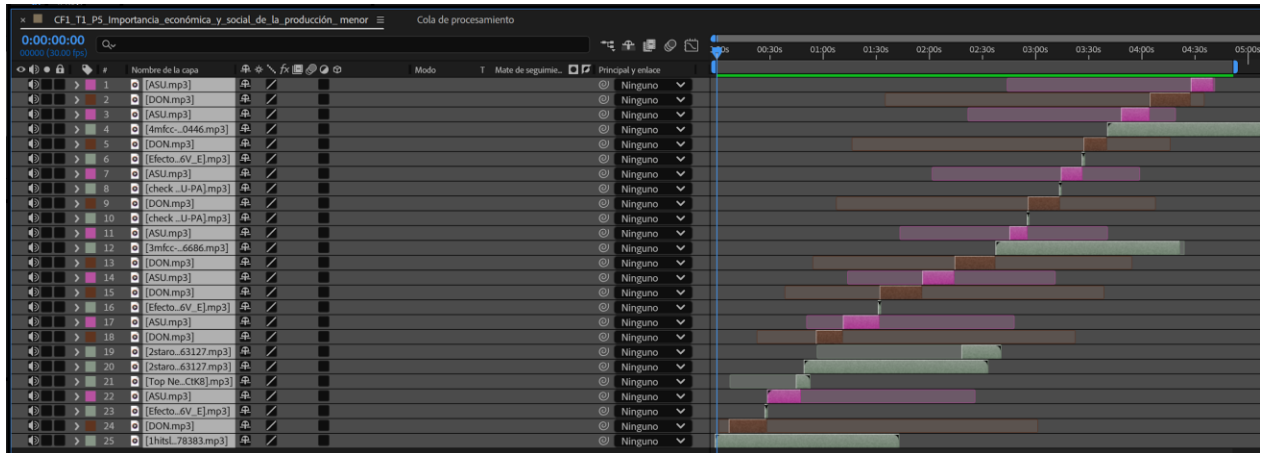 × CF1_T1_P5_Importancia_económica_y_social_de_la_producción_ menor ☰ Cola de procesamiento
0:00:00:00
00000 (30.00 fps)
00s 00:30s 01:00s 01:30s 02:00s 02:30s 03:00s 03:30s 04:00s 04:30s 05:00s
# Nombre de la capa fx Modo T Mate de seguimie... Principal y enlace
1 [ASU.mp3] Ninguno
2 [DON.mp3] Ninguno
3 [ASU.mp3] Ninguno
4 [4mfcc-...0446.mp3] Ninguno
5 [DON.mp3] Ninguno
6 [Efecto...6V_E].mp3] Ninguno
7 [ASU.mp3] Ninguno
8 [check ...U-PA].mp3] Ninguno
9 [DON.mp3] Ninguno
10 [check ...U-PA].mp3] Ninguno
11 [ASU.mp3] Ninguno
12 [3mfcc-...6686.mp3] Ninguno
13 [DON.mp3] Ninguno
14 [ASU.mp3] Ninguno
15 [DON.mp3] Ninguno
16 [Efecto...6V_E].mp3] Ninguno
17 [ASU.mp3] Ninguno
18 [DON.mp3] Ninguno
19 [2staro...63127.mp3] Ninguno
20 [2staro...63127.mp3] Ninguno
21 [Top Ne...CtK8].mp3] Ninguno
22 [ASU.mp3] Ninguno
23 [Efecto...6V_E].mp3] Ninguno
24 [DON.mp3] Ninguno
25 [1hitsl...78383.mp3] Ninguno